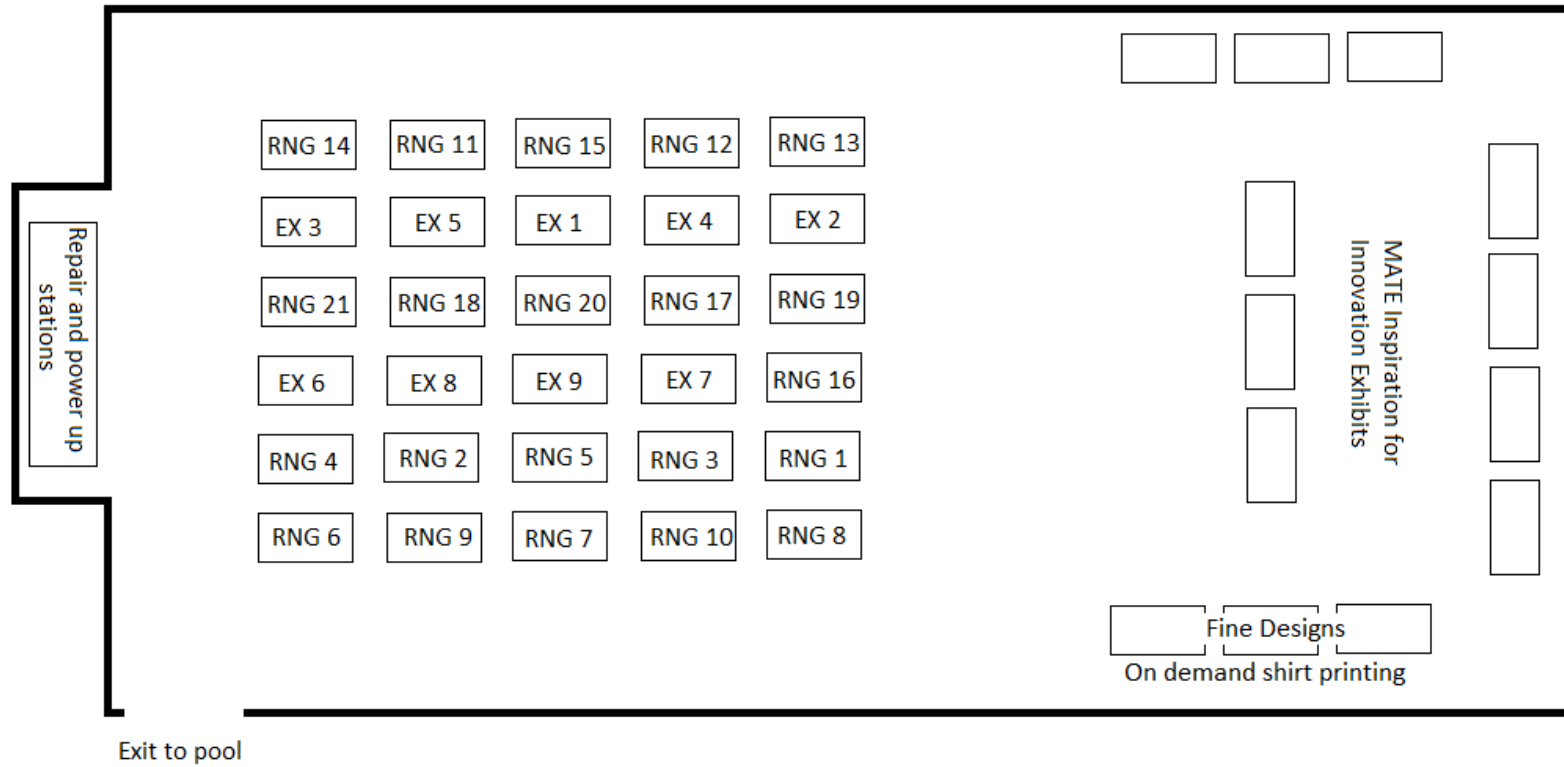 RNG 14 RNG 11 RNG 15 RNG 12 RNG 13
EX 3 EX 5 EX 1 EX 4 EX 2
RNG 21 RNG 18 RNG 20 RNG 17 RNG 19
EX 6 EX 8 EX 9 EX 7 RNG 16
RNG 4 RNG 2 RNG 5 RNG 3 RNG 1
RNG 6 RNG 9 RNG 7 RNG 10 RNG 8
Repair and power up
stations
MATE Inspiration for
Innovation Exhibits
Fine Designs
On demand shirt printing
Exit to pool